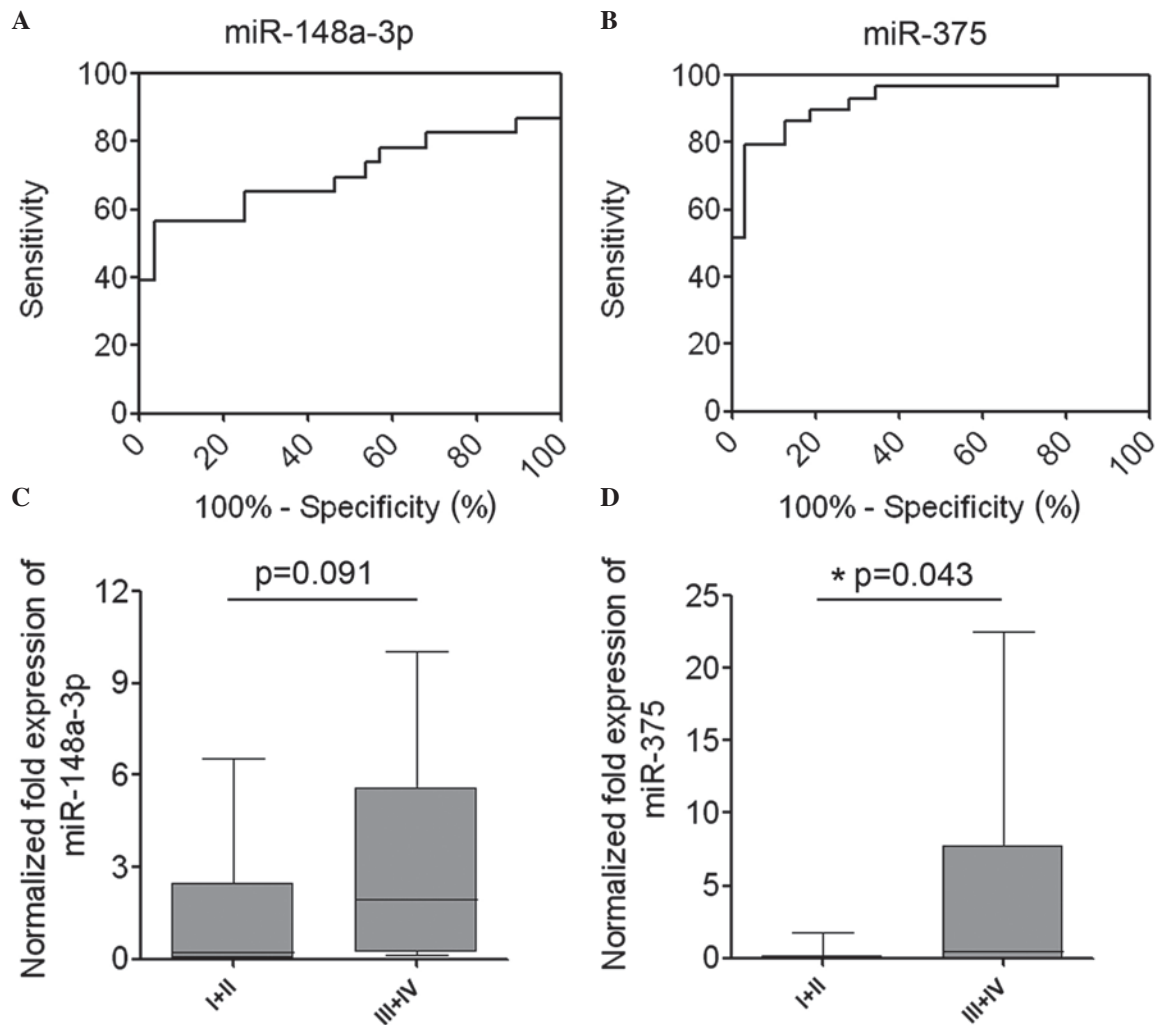 A
miR-148a-3p
100
80
60
40
20
0
Sensitivity
0 20 40 60 80 100
100% - Specificity (%)
B
miR-375
100
80
60
40
20
0
Sensitivity
0 20 40 60 80 100
100% - Specificity (%)
C
Normalized fold expression of
miR-148a-3p
p=0.091
12
9
6
3
0
I+II III+IV
D
Normalized fold expression of
miR-375
* p=0.043
25
20
15
10
5
0
I+II III+IV